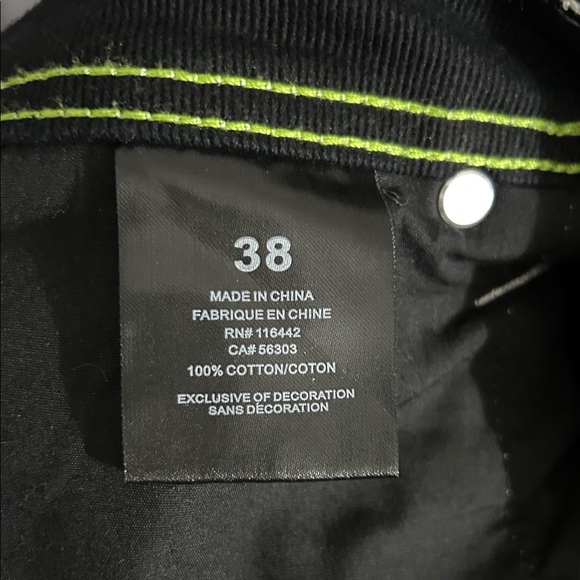 38
MADE IN CHINA
FABRIQUE EN CHINE
RN# 116442
CA# 56303
100% COTTON/COTON
EXCLUSIVE OF DECORATION
SANS DÉCORATION